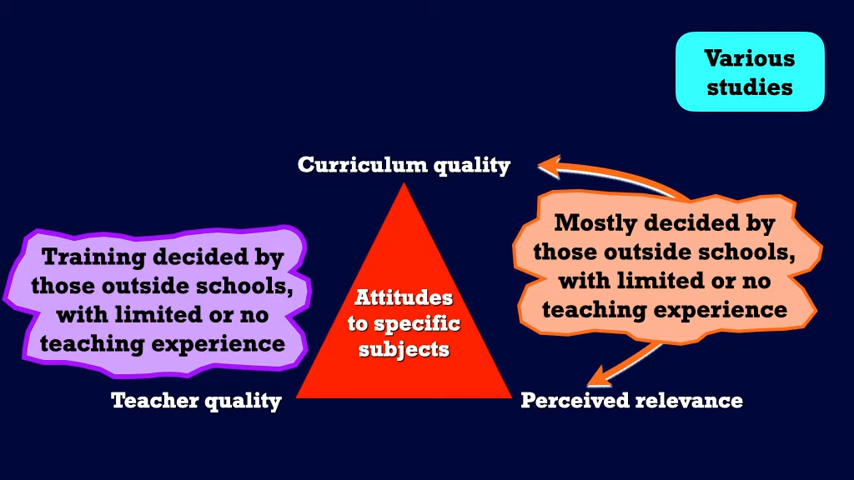 Various
studies
Curriculum quality
Mostly decided by
those outside schools,
with limited or no
teaching experience
Training decided by
those outside schools,
with limited or no
teaching experience
Attitudes
to specific
subjects
Teacher quality
Perceived relevance